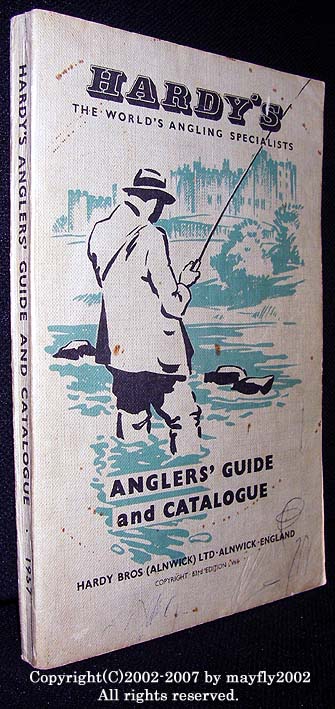 HARDY'S
THE WORLD'S ANGLING SPECIALISTS
ANGLERS' GUIDE
and CATALOGUE
HARDY BROS (ALNWICK) LTD · ALNWICK · ENGLAND
COPYRIGHT EDITION
HARDY'S ANGLERS' GUIDE AND CATALOGUE · 1957
Copyright(C)2002-2007 by mayfly2002
All rights reserved.